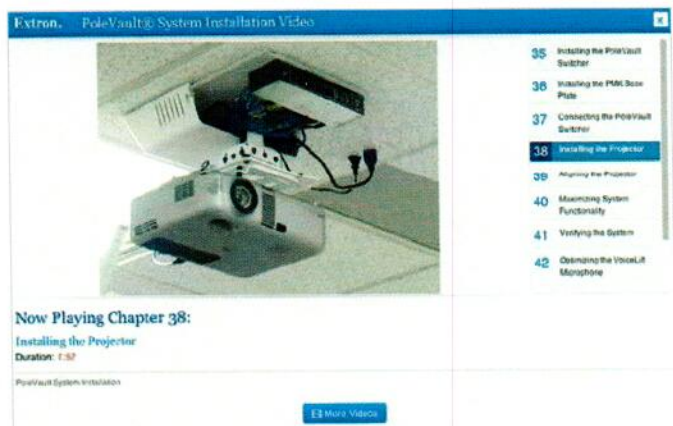 Extron. PoleVault® System Installation Video
35 Installing the PoleVault
Switcher
36 Installing the PMK Base
Plate
37 Connecting the PoleVault
Switcher
38 Installing the Projector
39 Aligning the Projector
40 Maximizing System
Functionality
41 Verifying the System
42 Optimizing the VoiceLift
Microphone
Now Playing Chapter 38:
Installing the Projector
Duration:
PoleVault System Installation
More Videos